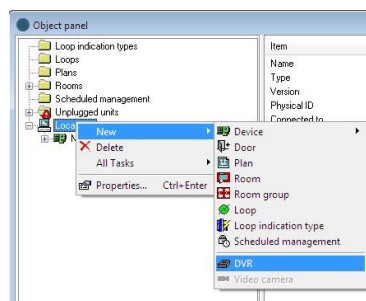 Object panel
Loop indication types
Loops
Plans
Rooms
Scheduled management
Unplugged units
Loca
N
Item
Name
Type
Version
Physical ID
Connected to
New
Delete
All Tasks
Properties... Ctrl+Enter
Device
Door
Plan
Room
Room group
Loop
Loop indication type
Scheduled management
DVR
Video camera